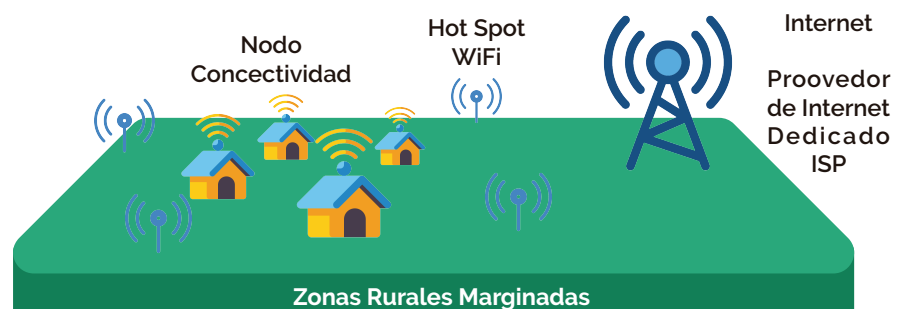 Nodo
Concectividad
Hot Spot
WiFi
Internet
Proovedor
de Internet
Dedicado
ISP
Zonas Rurales Marginadas